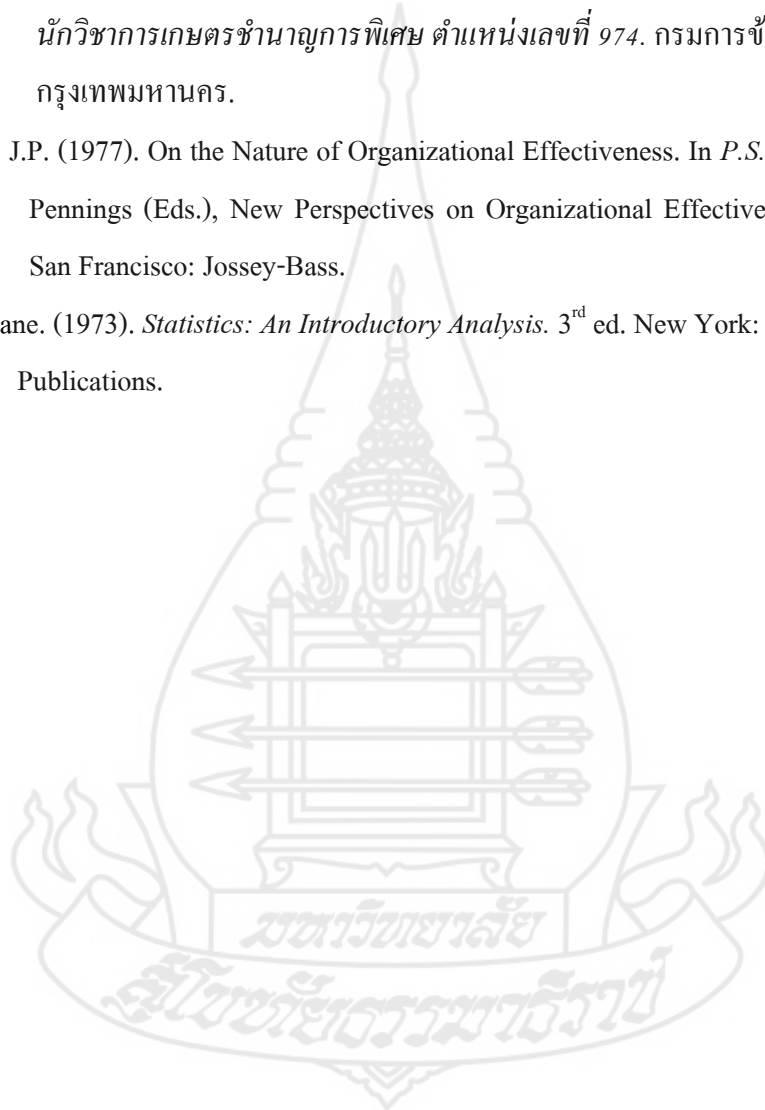 นักวิชาการเกษตรชำนาญการพิเศษ ตำแหน่งเลขที่ 974. กรมการข้
กรุงเทพมหานคร.
J.P. (1977). On the Nature of Organizational Effectiveness. In P.S.
Pennings (Eds.), New Perspectives on Organizational Effective
San Francisco: Jossey-Bass.
ane. (1973). Statistics: An Introductory Analysis. 3rd ed. New York:
Publications.
มหาวิทยาลัย
สุโขทัยธรรมาธิราช